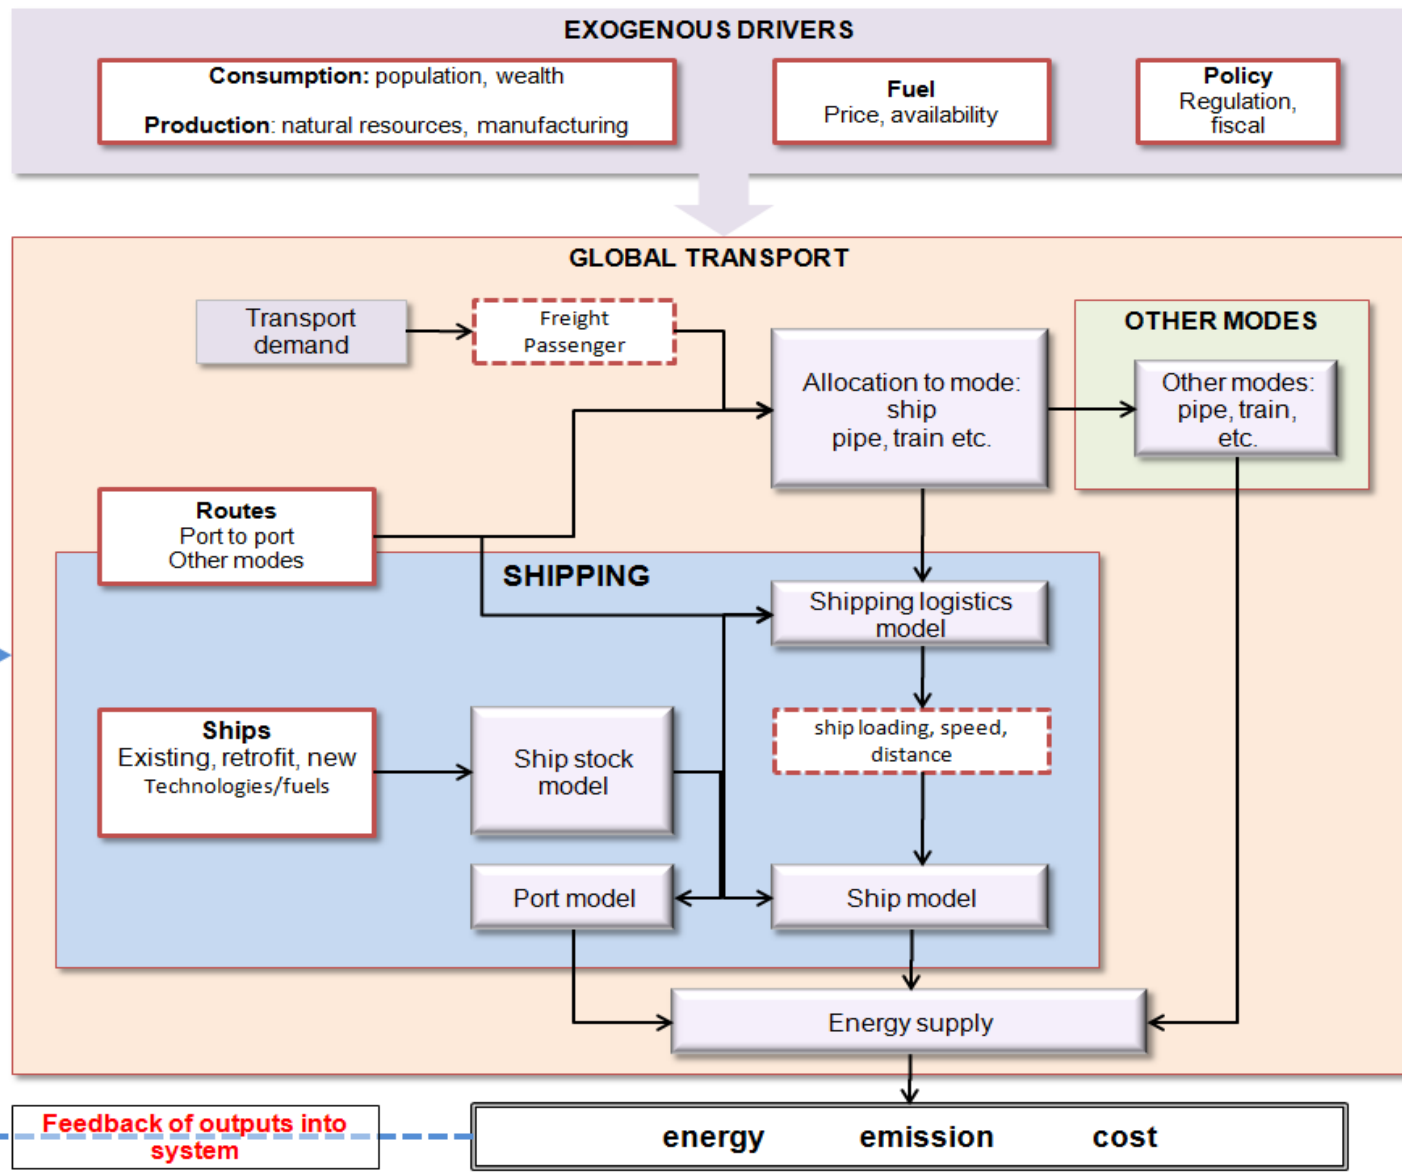 EXOGENOUS DRIVERS
Consumption: population, wealth
Production: natural resources, manufacturing
Fuel
Price, availability
Policy
Regulation,
fiscal
GLOBAL TRANSPORT
Transport
demand
Freight
Passenger
Allocation to mode:
ship
pipe, train etc.
OTHER MODES
Other modes:
pipe, train,
etc.
Routes
Port to port
Other modes
SHIPPING
Shipping logistics
model
Ships
Existing, retrofit, new
Technologies/fuels
Ship stock
model
ship loading, speed,
distance
Port model
Ship model
Energy supply
Feedback of outputs into
system
energy emission cost